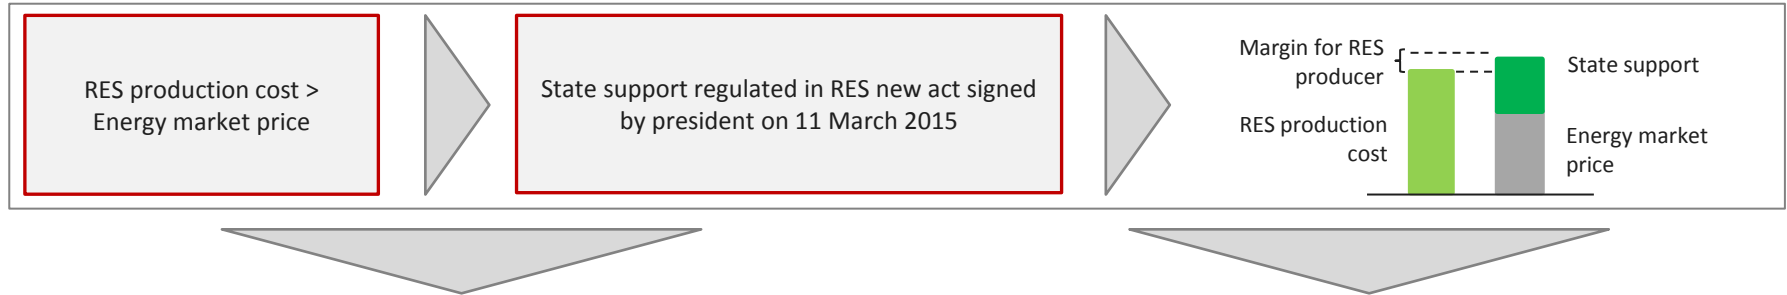 RES production cost >
Energy market price
State support regulated in RES new act signed
by president on 11 March 2015
Margin for RES
producer
RES production
cost
State support
Energy market
price